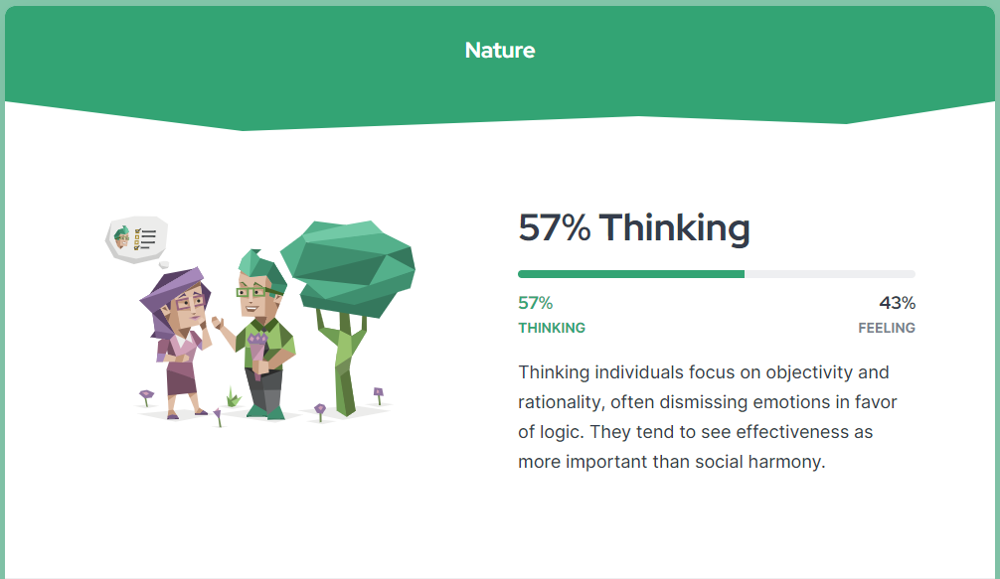 Nature
57% Thinking
57%
43%
THINKING
FEELING
Thinking individuals focus on objectivity and
rationality, often dismissing emotions in favor
of logic. They tend to see effectiveness as
more important than social harmony.